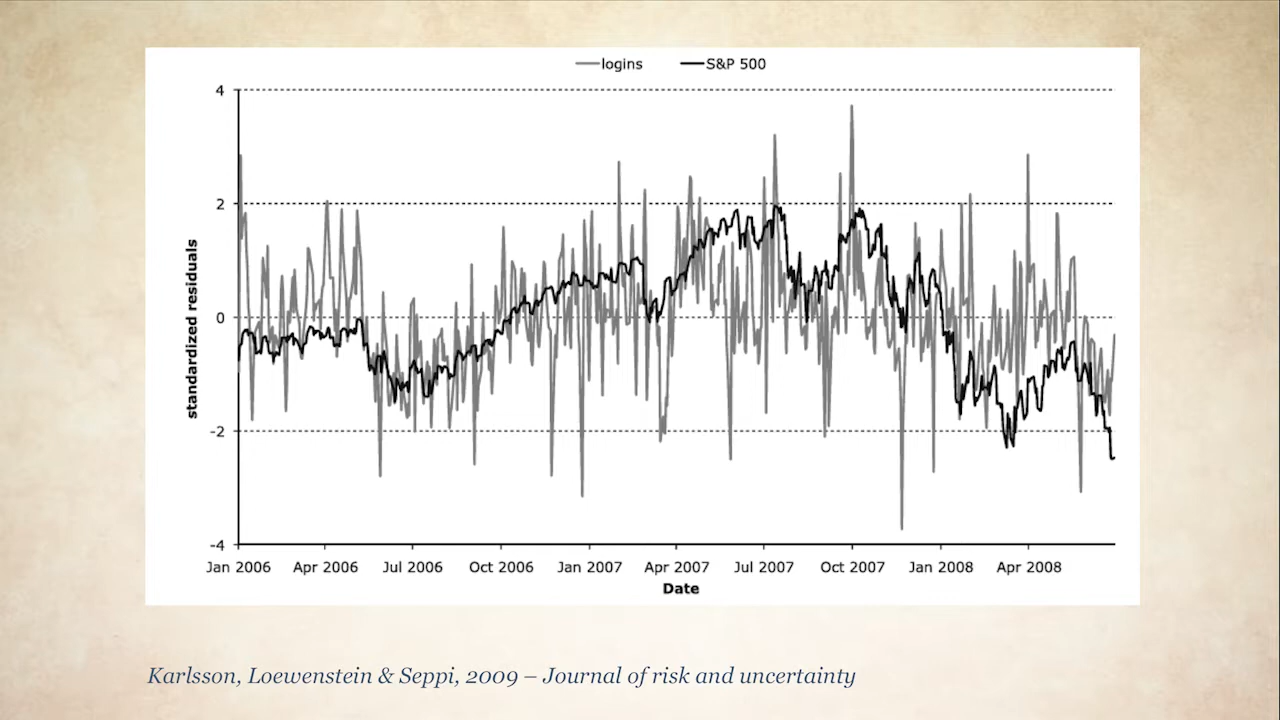 logins S&P 500
4
2
0
-2
-4
standardized residuals
Jan 2006 Apr 2006 Jul 2006 Oct 2006 Jan 2007 Apr 2007 Jul 2007 Oct 2007 Jan 2008 Apr 2008
Date
Karlsson, Loewenstein & Seppi, 2009 – Journal of risk and uncertainty